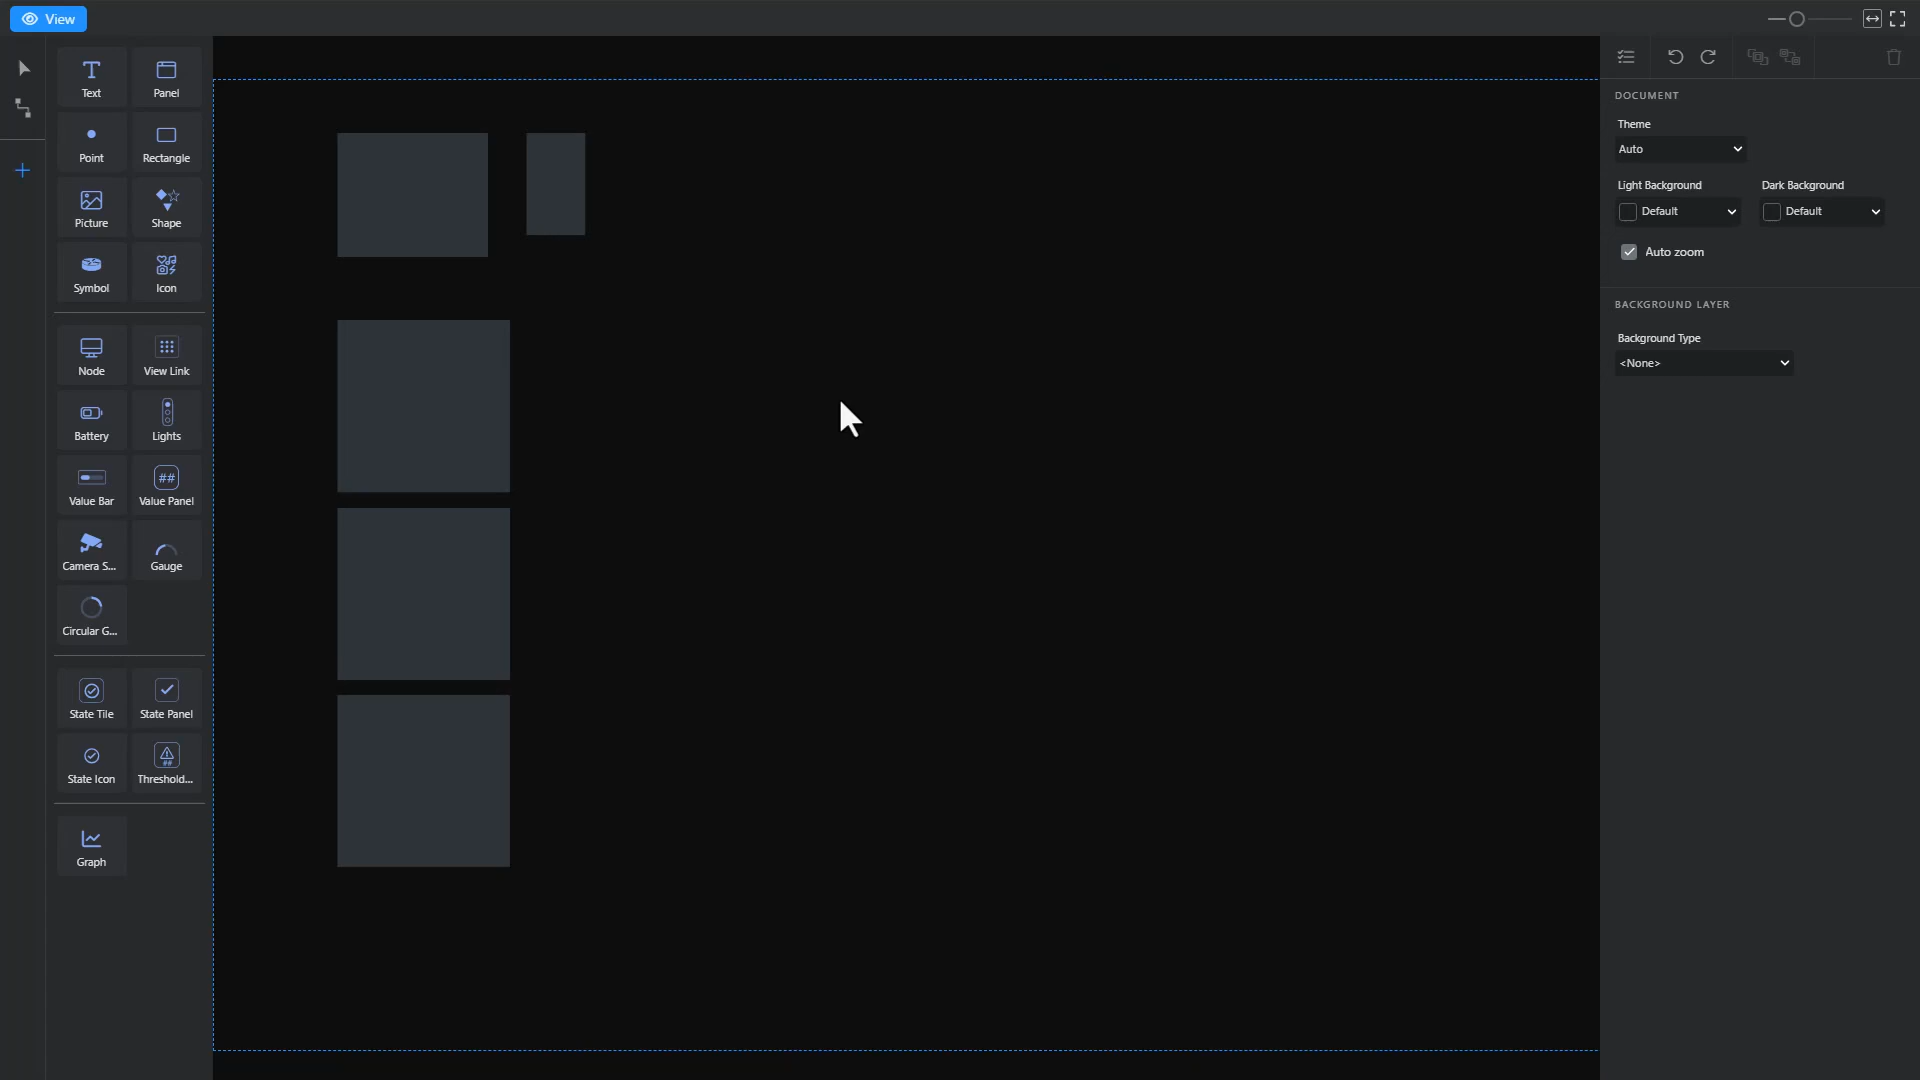 View
Text
Panel
Point
Rectangle
Picture
Shape
Symbol
Icon
Node
View Link
Battery
Lights
Value Bar
##
Value Panel
Camera S...
Gauge
Circular G...
State Tile
State Panel
State Icon
##
Threshold...
Graph
DOCUMENT
Theme
Auto
Light Background
Dark Background
Default
Default
Auto zoom
BACKGROUND LAYER
Background Type
<None>